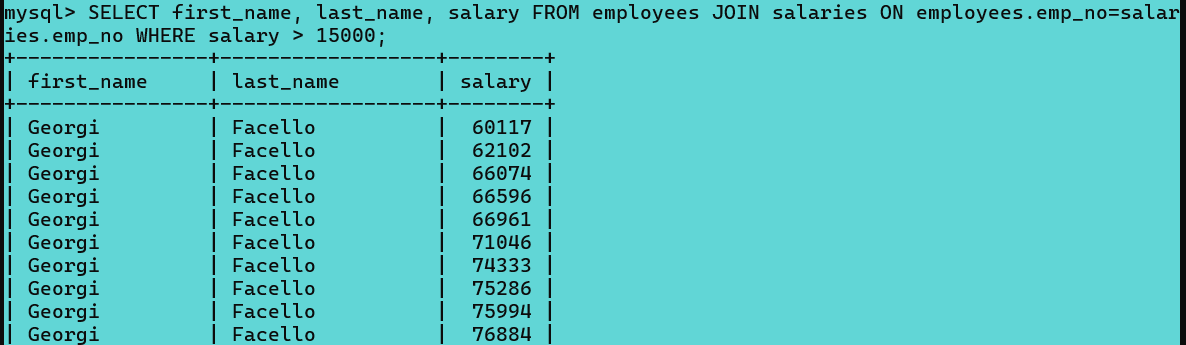 mysql> SELECT first_name, last_name, salary FROM employees JOIN salaries ON employees.emp_no=salar
ies.emp_no WHERE salary > 15000;
+----------------+------------------+--------+
| first_name     | last_name        | salary |
+----------------+------------------+--------+
| Georgi         | Facello          |  60117 |
| Georgi         | Facello          |  62102 |
| Georgi         | Facello          |  66074 |
| Georgi         | Facello          |  66596 |
| Georgi         | Facello          |  66961 |
| Georgi         | Facello          |  71046 |
| Georgi         | Facello          |  74333 |
| Georgi         | Facello          |  75286 |
| Georgi         | Facello          |  75994 |
| Georgi         | Facello          |  76884 |